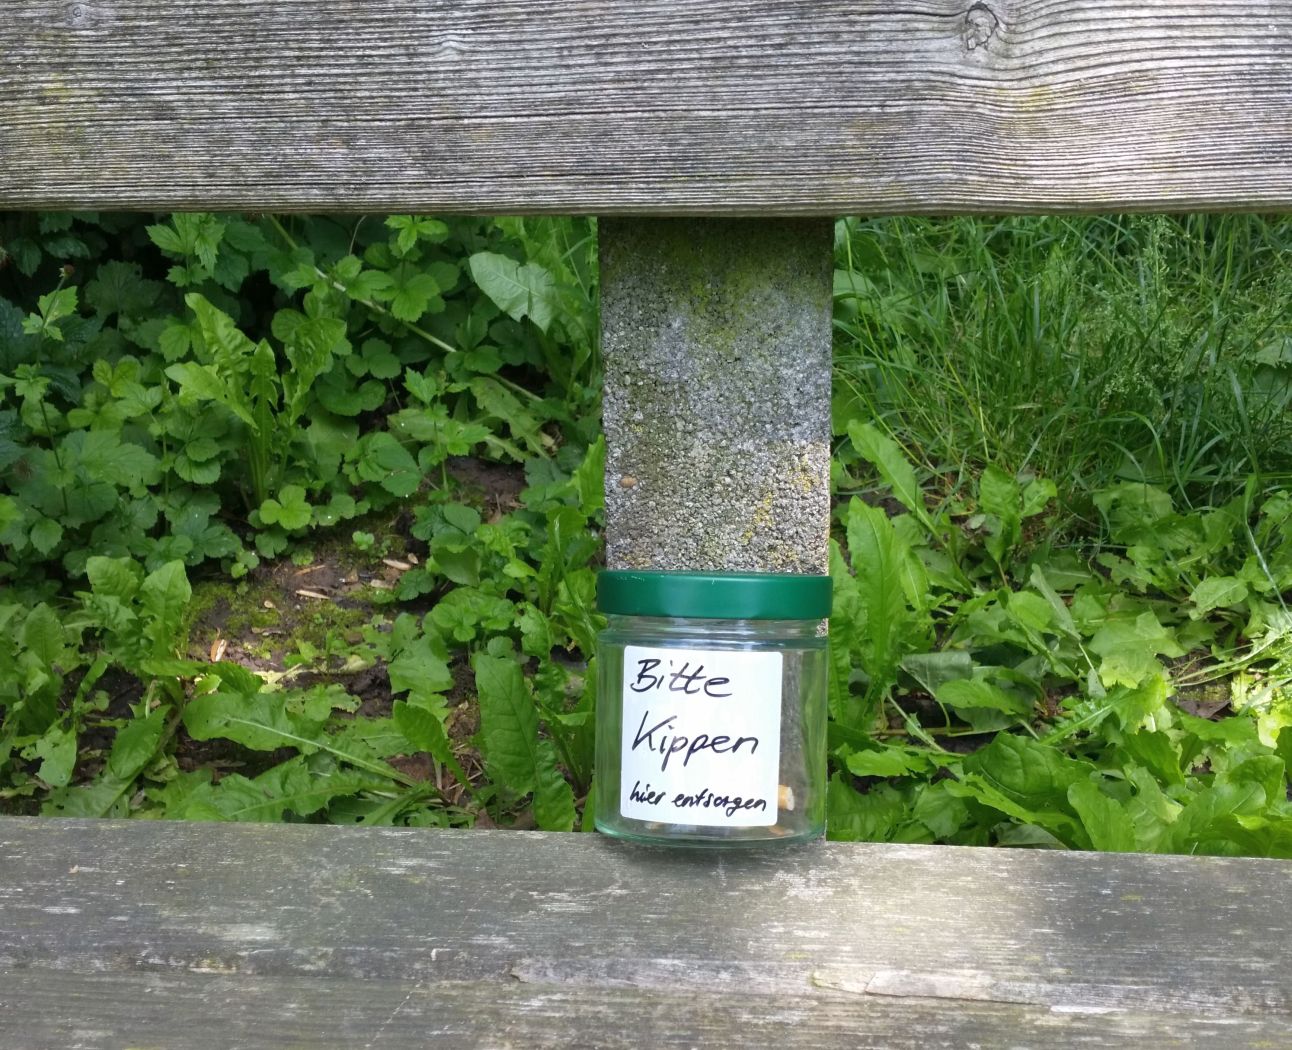 Bitte
Kippen
hier entsorgen